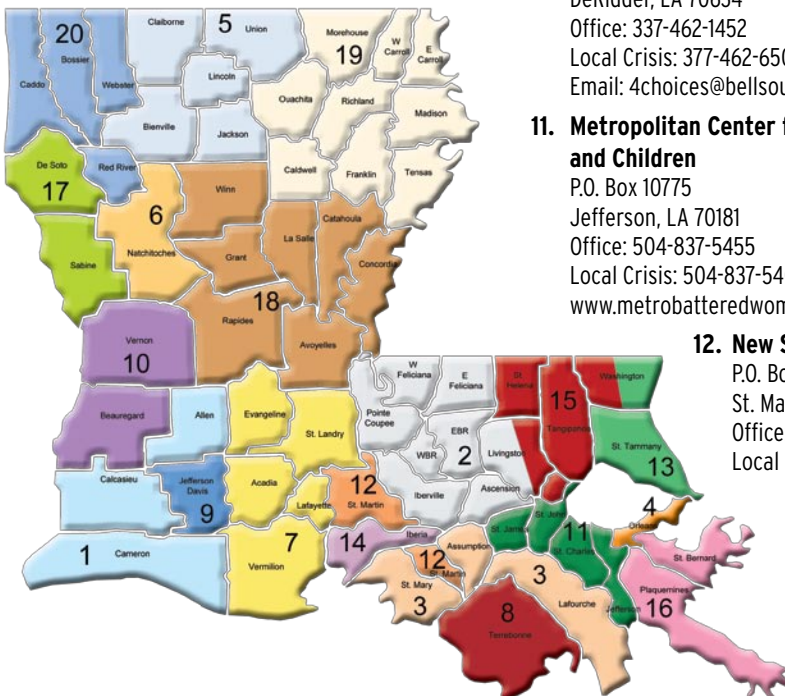 DeRidder, LA 70634
Office: 337-462-1452
Local Crisis: 377-462-650
Email: 4choices@bellsou
11. Metropolitan Center f
and Children
P.O. Box 10775
Jefferson, LA 70181
Office: 504-837-5455
Local Crisis: 504-837-54
www.metrobatteredwom
12. New S
P.O. Bo
St. Ma
Office
Local
20
Caddo
Bossier
Webster
Claiborne
5
Union
Lincoln
Bienville
Jackson
Morehouse
19
W
Carroll
E
Carroll
Ouachita
Richland
Madison
Caldwell
Franklin
Tensas
De Soto
17
Red River
Sabine
6
Natchitoches
Winn
Grant
La Salle
Catahoula
Concordia
18
Rapides
Avoyelles
Vernon
10
Beauregard
Allen
Evangeline
St. Landry
Calcasieu
Jefferson
Davis
9
Acadia
Lafayette
12
St. Martin
1
Cameron
7
Vermilion
W
Feliciana
E
Feliciana
St.
Helena
15
Tangipahoa
Washington
Pointe
Coupee
EBR
2
WBR
Livingston
Iberville
Ascension
St. Tammany
13
14
Iberia
Assumption
12
St. Martin
St. Mary
3
St. James
St. John
11
St. Charles
4
Orleans
St. Bernard
3
Lafourche
Jefferson
Plaquemines
16
8
Terrebonne